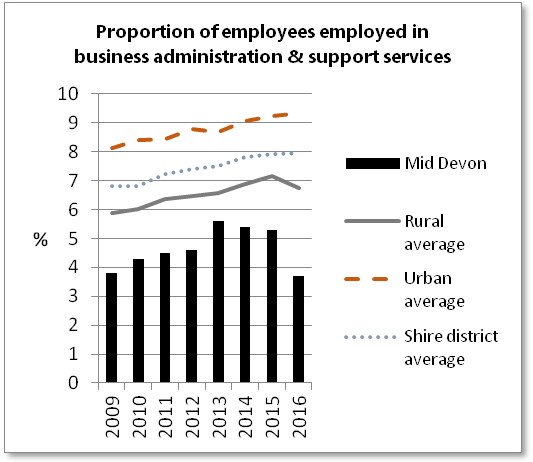 Proportion of employees employed in
business administration & support services
10
9
8
7
6
5
4
3
2
1
0
%
2009
2010
2011
2012
2013
2014
2015
2016
Mid Devon
Rural
average
Urban
average
Shire district
average